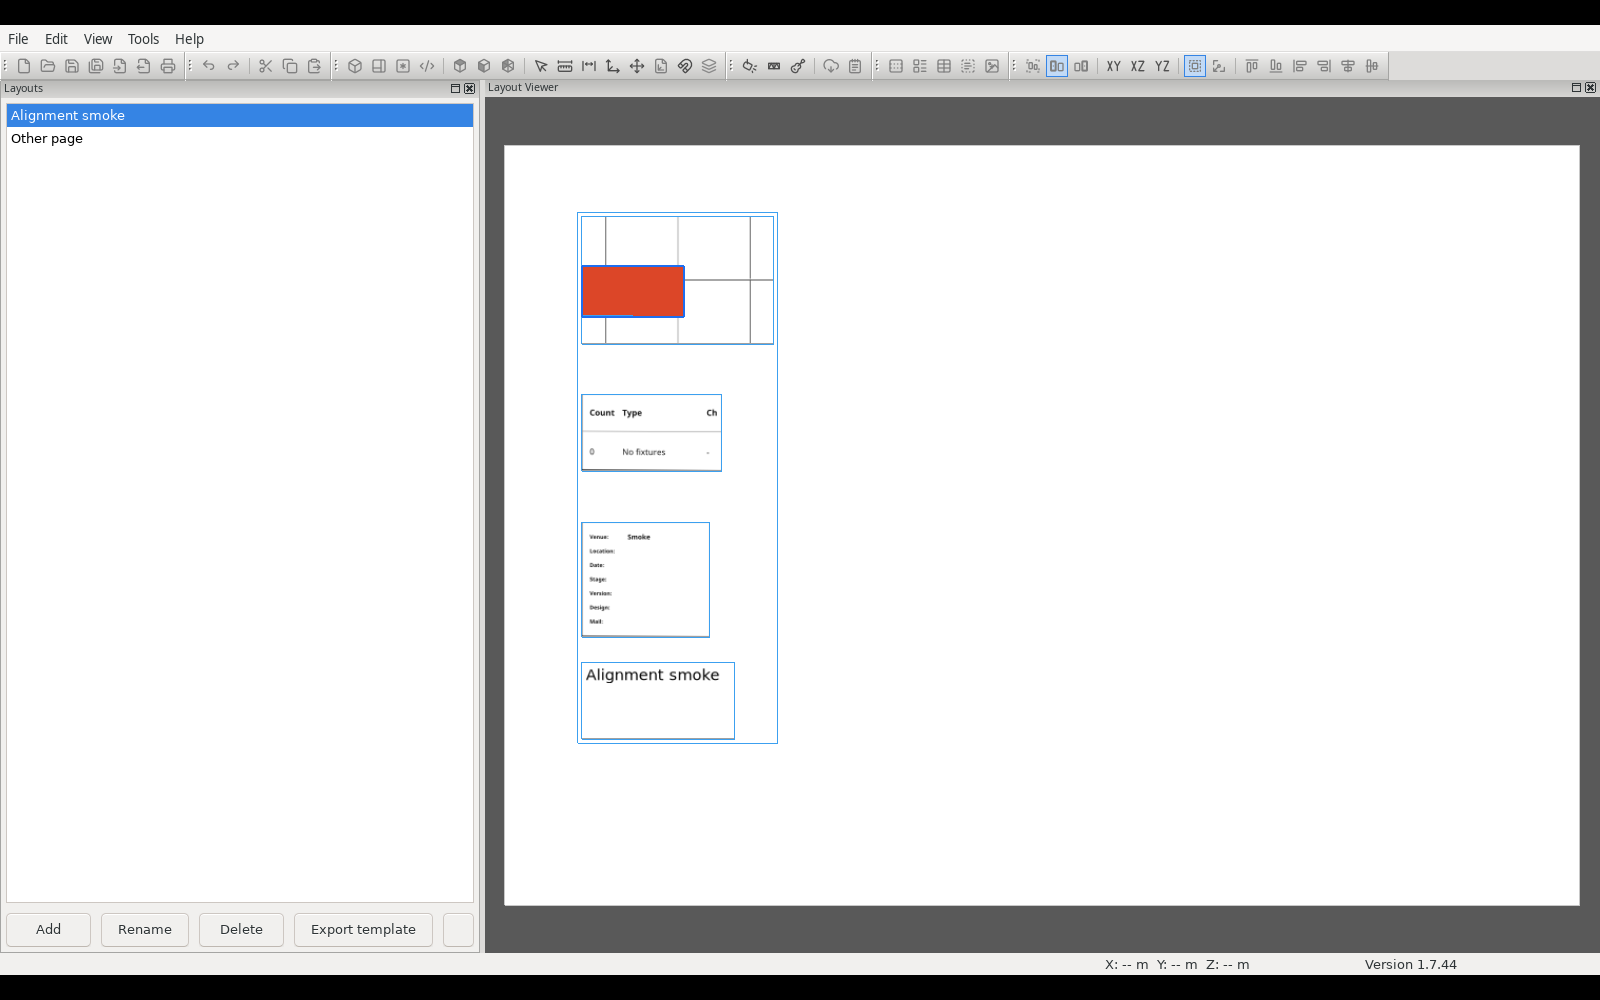 File Edit View Tools Help
XY XZ YZ
Layouts
Layout Viewer
Alignment smoke
Other page
Count Type Ch
0 No fixtures -
Venue: Smoke
Location:
Date:
Stage:
Version:
Design:
Mail:
Alignment smoke
Add Rename Delete Export template
X: -- m Y: -- m Z: -- m Version 1.7.44